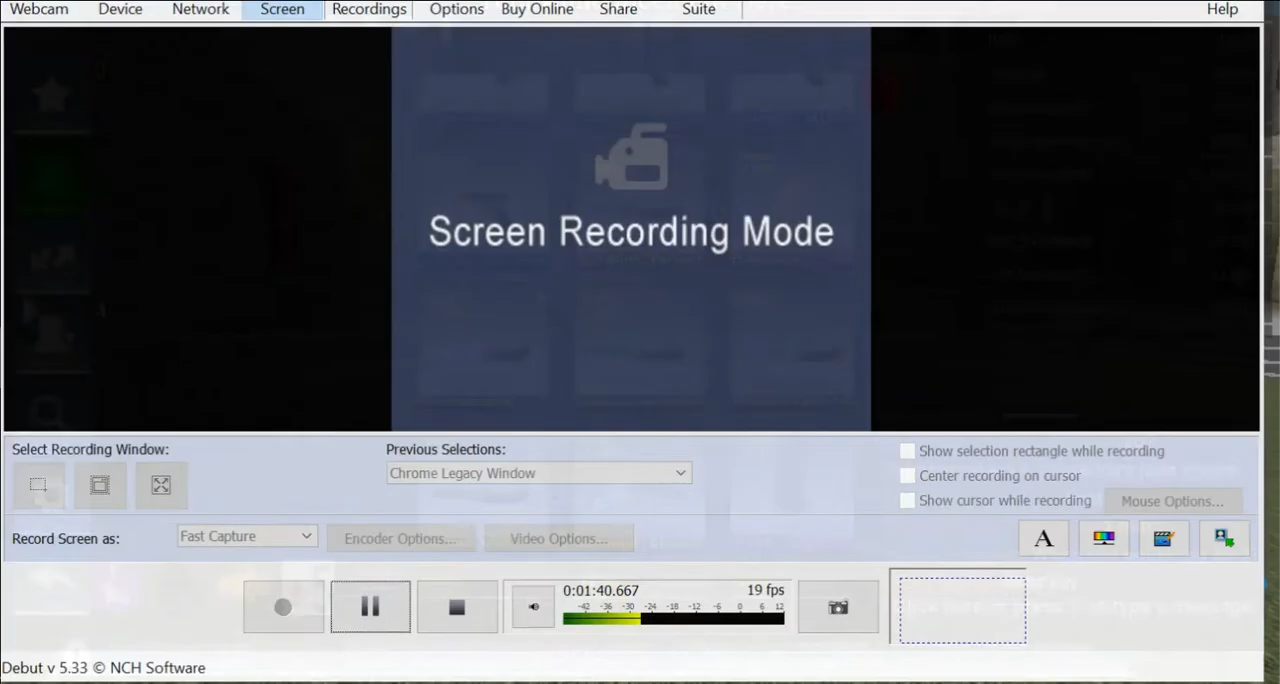 Webcam Device Network Screen Recordings Options Buy Online Share Suite Help
Screen Recording Mode
Select Recording Window:
Previous Selections:
Chrome Legacy Window
Show selection rectangle while recording
Center recording on cursor
Show cursor while recording
Mouse Options...
Record Screen as:
Fast Capture
Encoder Options...
Video Options...
A
0:01:40.667
19 fps
-42 -36 -30 -24 -18 -12 -6 0 6 12
Debut v 5.33 © NCH Software